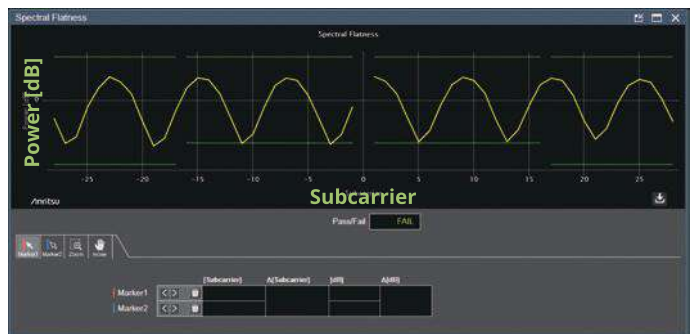 Spectral Flatness
Spectral Flatness
Power [dB]
-25 -20 -15 -10 -5 0 5 10 15 20 25
Subcarrier
Anritsu
Pass/Fail FAIL
Marker1 Marker2 Zoom Move
[Subcarrier] Δ[Subcarrier] [dB] Δ[dB]
Marker1
Marker2